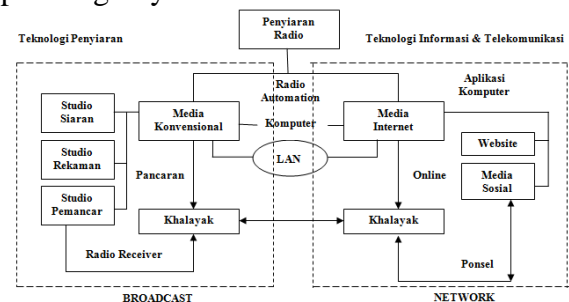 Penyiaran
Radio
Teknologi Penyiaran
Teknologi Informasi & Telekomunikasi
Radio
Automation
Aplikasi
Komputer
Studio
Siaran
Media
Konvensional
Komputer
Media
Internet
Website
Studio
Rekaman
LAN
Pancaran
Online
Media
Sosial
Studio
Pemancar
Khalayak
Khalayak
Radio Receiver
Ponsel
BROADCAST
NETWORK